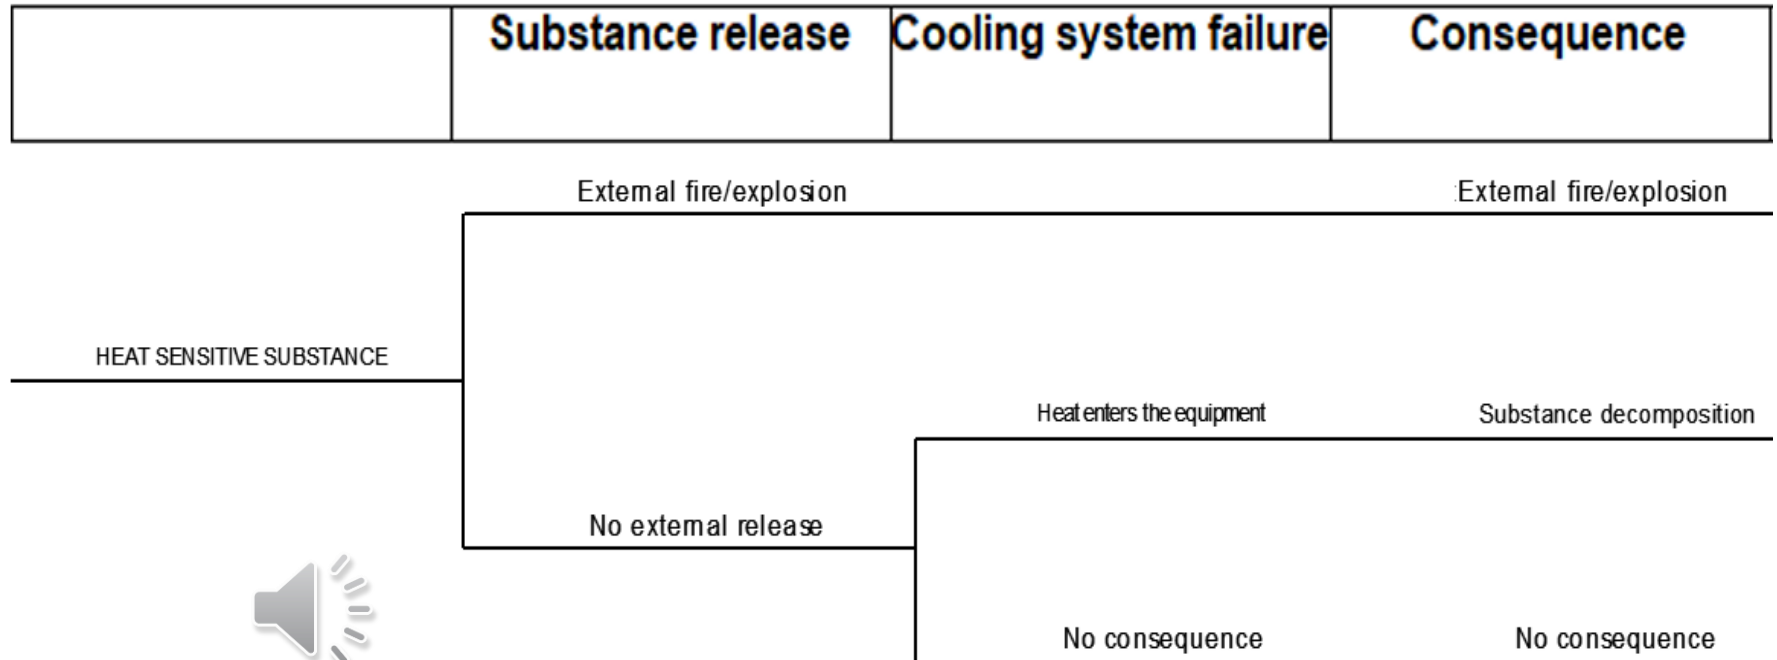 Substance release Cooling system failure Consequence
External fire/explosion :External fire/explosion
HEAT SENSITIVE SUBSTANCE
Heat enters the equipment Substance decomposition
No external release
No consequence No consequence